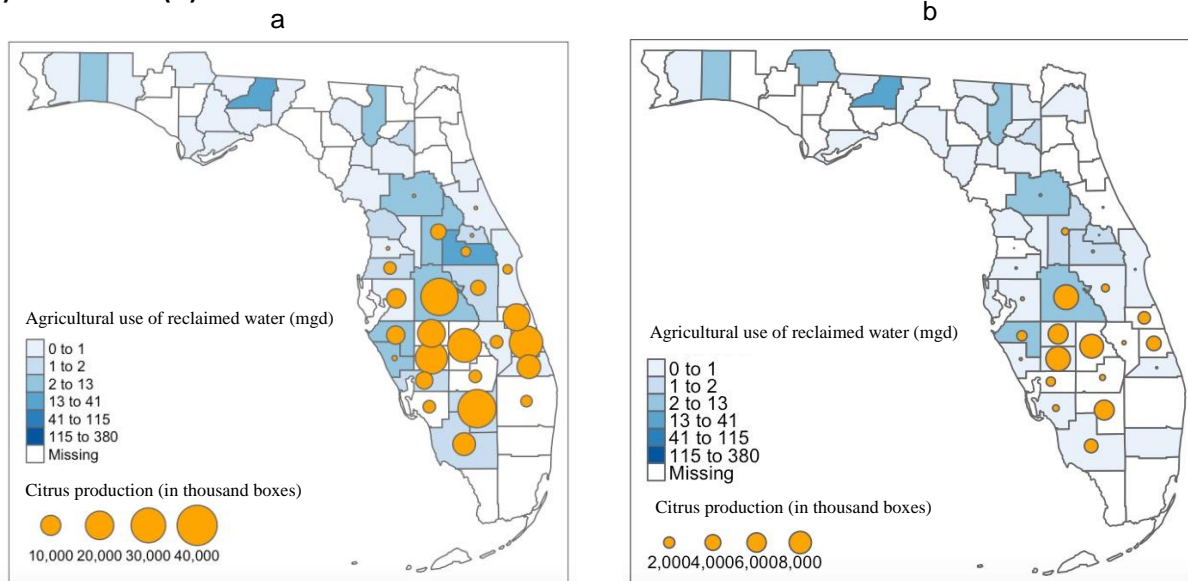 a
b
Agricultural use of reclaimed water (mgd)
0 to 1
1 to 2
2 to 13
13 to 41
41 to 115
115 to 380
Missing
Citrus production (in thousand boxes)
10,000 20,000 30,000 40,000
Agricultural use of reclaimed water (mgd)
0 to 1
1 to 2
2 to 13
13 to 41
41 to 115
115 to 380
Missing
Citrus production (in thousand boxes)
2,0004,0006,0008,000